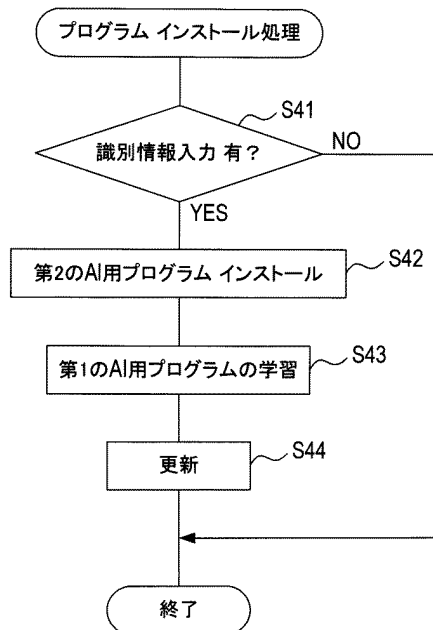 プログラム インストール処理
S41
識別情報入力 有？
NO
YES
第2のAI用プログラム インストール
S42
第1のAI用プログラムの学習
S43
更新
S44
終了